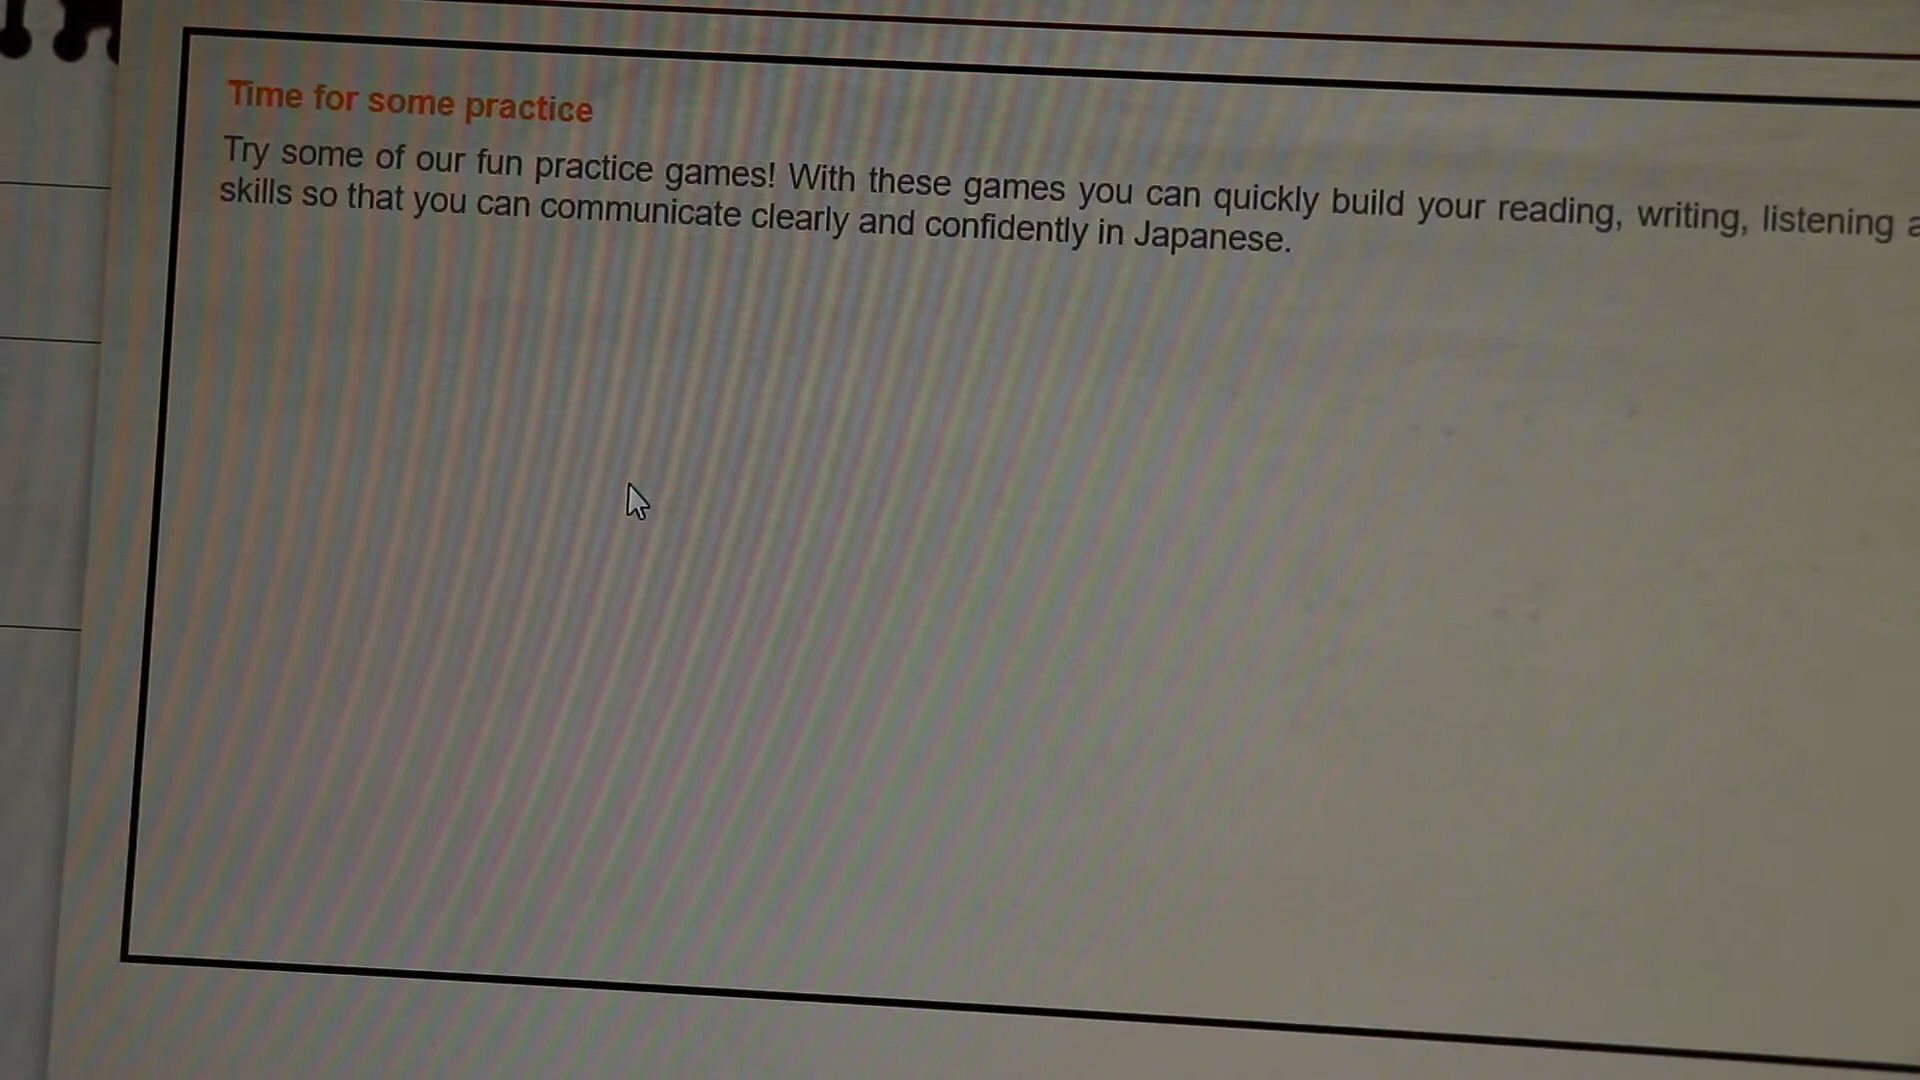 Time for some practice
Try some of our fun practice games! With these games you can quickly build your reading, writing, listening
skills so that you can communicate clearly and confidently in Japanese.